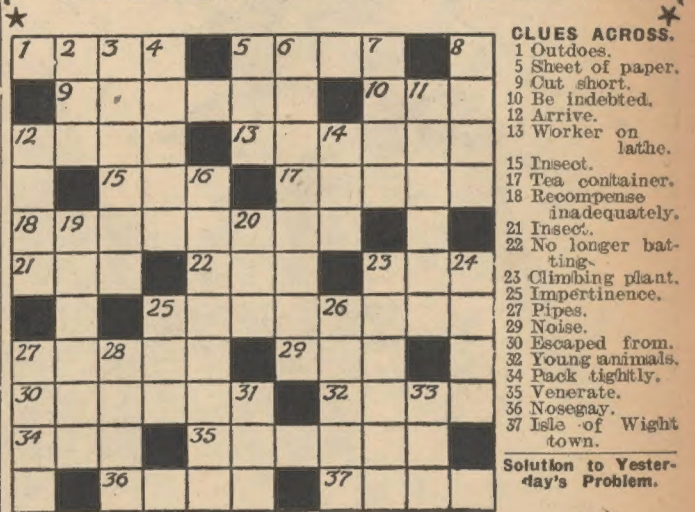 CLUES ACROSS.
1 Outdoes.
5 Sheet of paper.
9 Cut short.
10 Be indebted.
12 Arrive.
13 Worker on
lathe.
15 Insect.
17 Tea container.
18 Recompense
inadequately.
21 Insect.
22 No longer bat-
ting.
23 Climbing plant.
25 Impertinence.
27 Pipes.
29 Noise.
30 Escaped from.
32 Young animals.
34 Pack tightly.
35 Venerate.
36 Nosegay.
37 Isle of Wight
town.
Solution to Yester-
day's Problem.
1 2 3 4 5 6 7 8
9 10 11
12 13 14
15 16 17
18 19 20
21 22 23 24
25 26
27 28 29
30 31 32 33
34 35
36 37